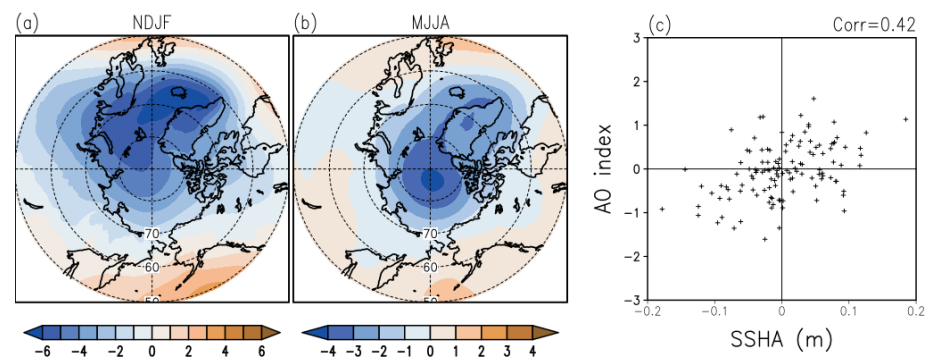 (a) NDJF
(b) MJJA
(c) Corr=0.42
70
60
50
70
60
50
-6 -4 -2 0 2 4 6
-4 -3 -2 -1 0 1 2 3 4
3
2
1
0
-1
-2
-3
AO index
-0.2 -0.1 0 0.1 0.2
SSHA (m)